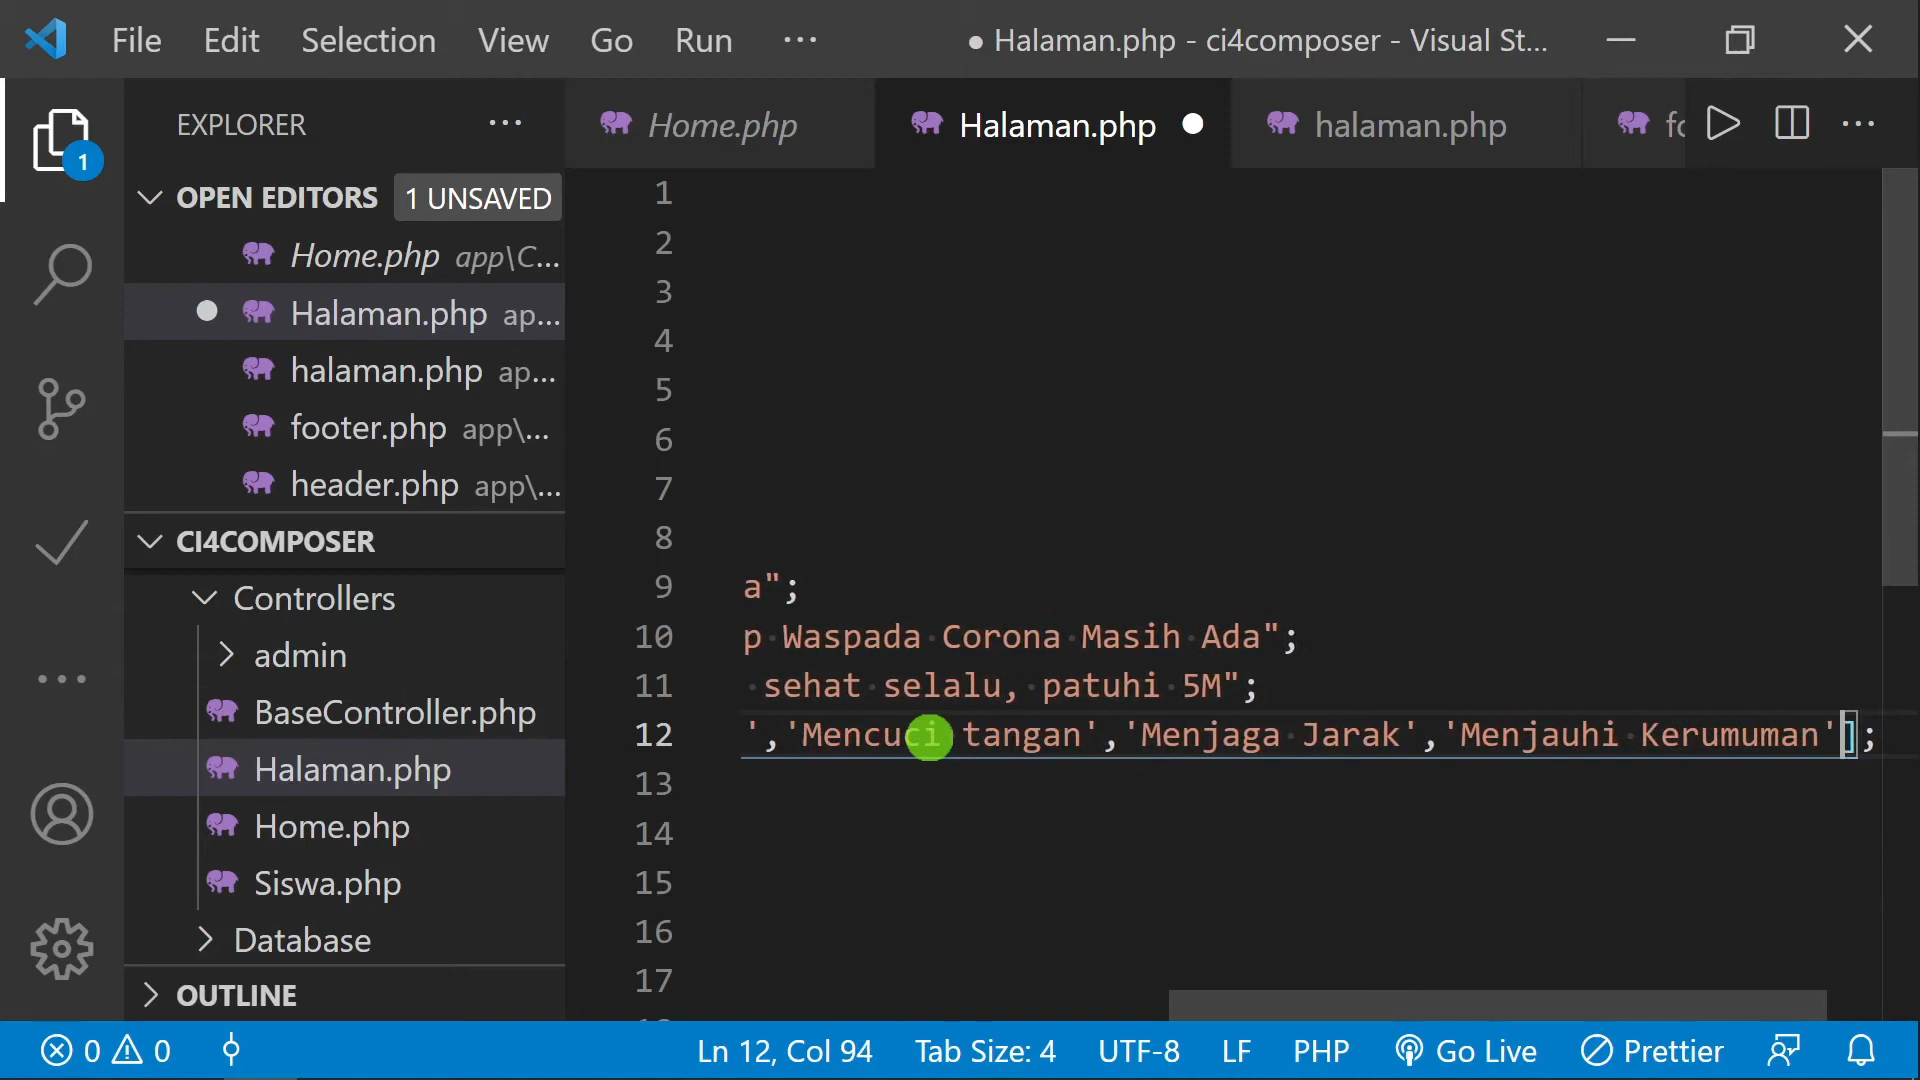 File Edit Selection View Go Run ··· ● Halaman.php - ci4composer - Visual St...
EXPLORER ···
Home.php Halaman.php halaman.php fo
1
OPEN EDITORS 1 UNSAVED
Home.php app\C...
Halaman.php ap...
halaman.php ap...
footer.php app\...
header.php app\...
CI4COMPOSER
Controllers
admin
BaseController.php
Halaman.php
Home.php
Siswa.php
Database
OUTLINE
1
2
3
4
5
6
7
8
9 a";
10 p Waspada Corona Masih Ada";
11 sehat selalu, patuhi 5M";
12 ','Mencuci tangan','Menjaga Jarak','Menjauhi Kerumuman'];
13
14
15
16
17
0 0 Ln 12, Col 94 Tab Size: 4 UTF-8 LF PHP Go Live Prettier